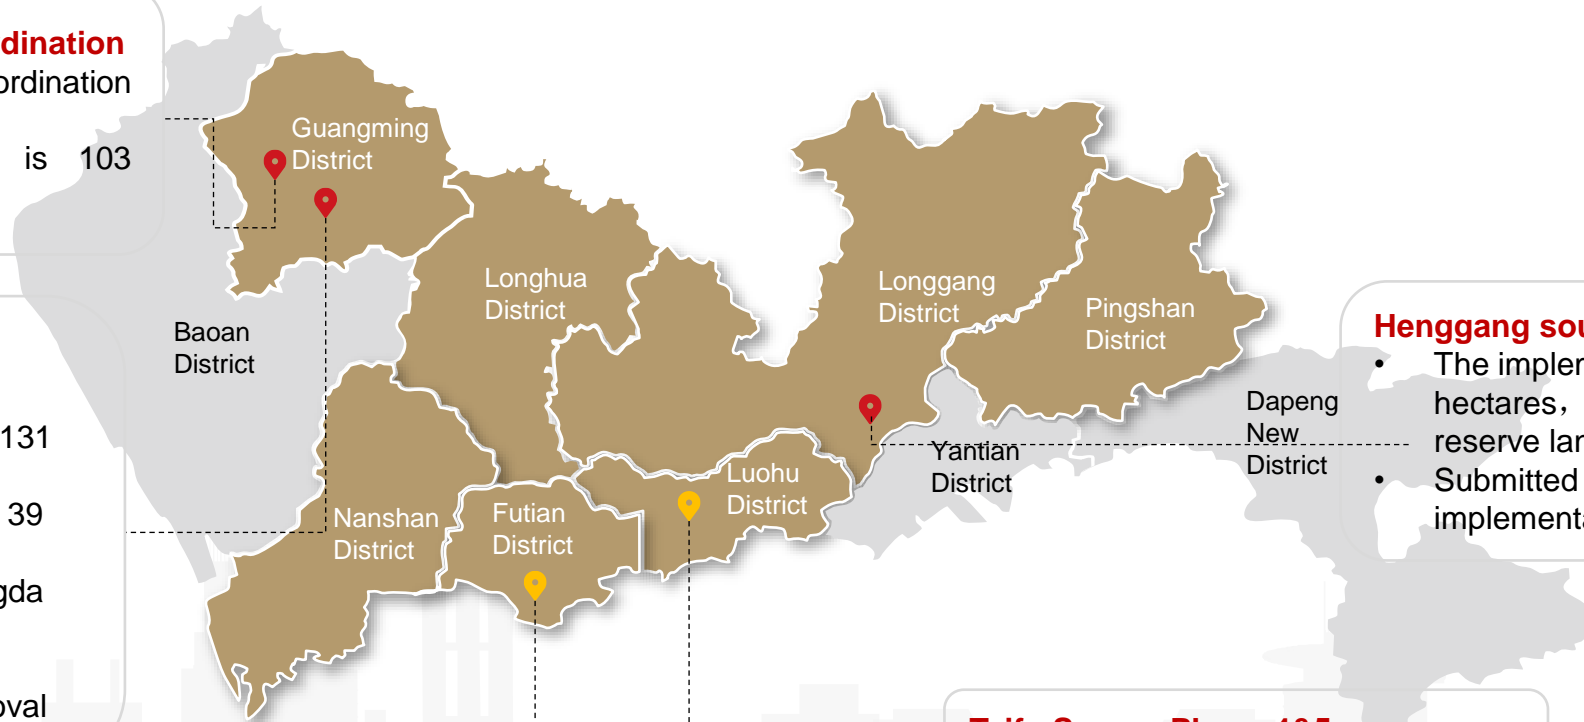 dination
ordination
is 103
131
39
gda
oval
Guangming
District
Baoan
District
Longhua
District
Longgang
District
Pingshan
District
Nanshan
District
Futian
District
Luohu
District
Yantian
District
Dapeng
New
District
Henggang sou
• The impler
hectares，
reserve lan
• Submitted
implementa